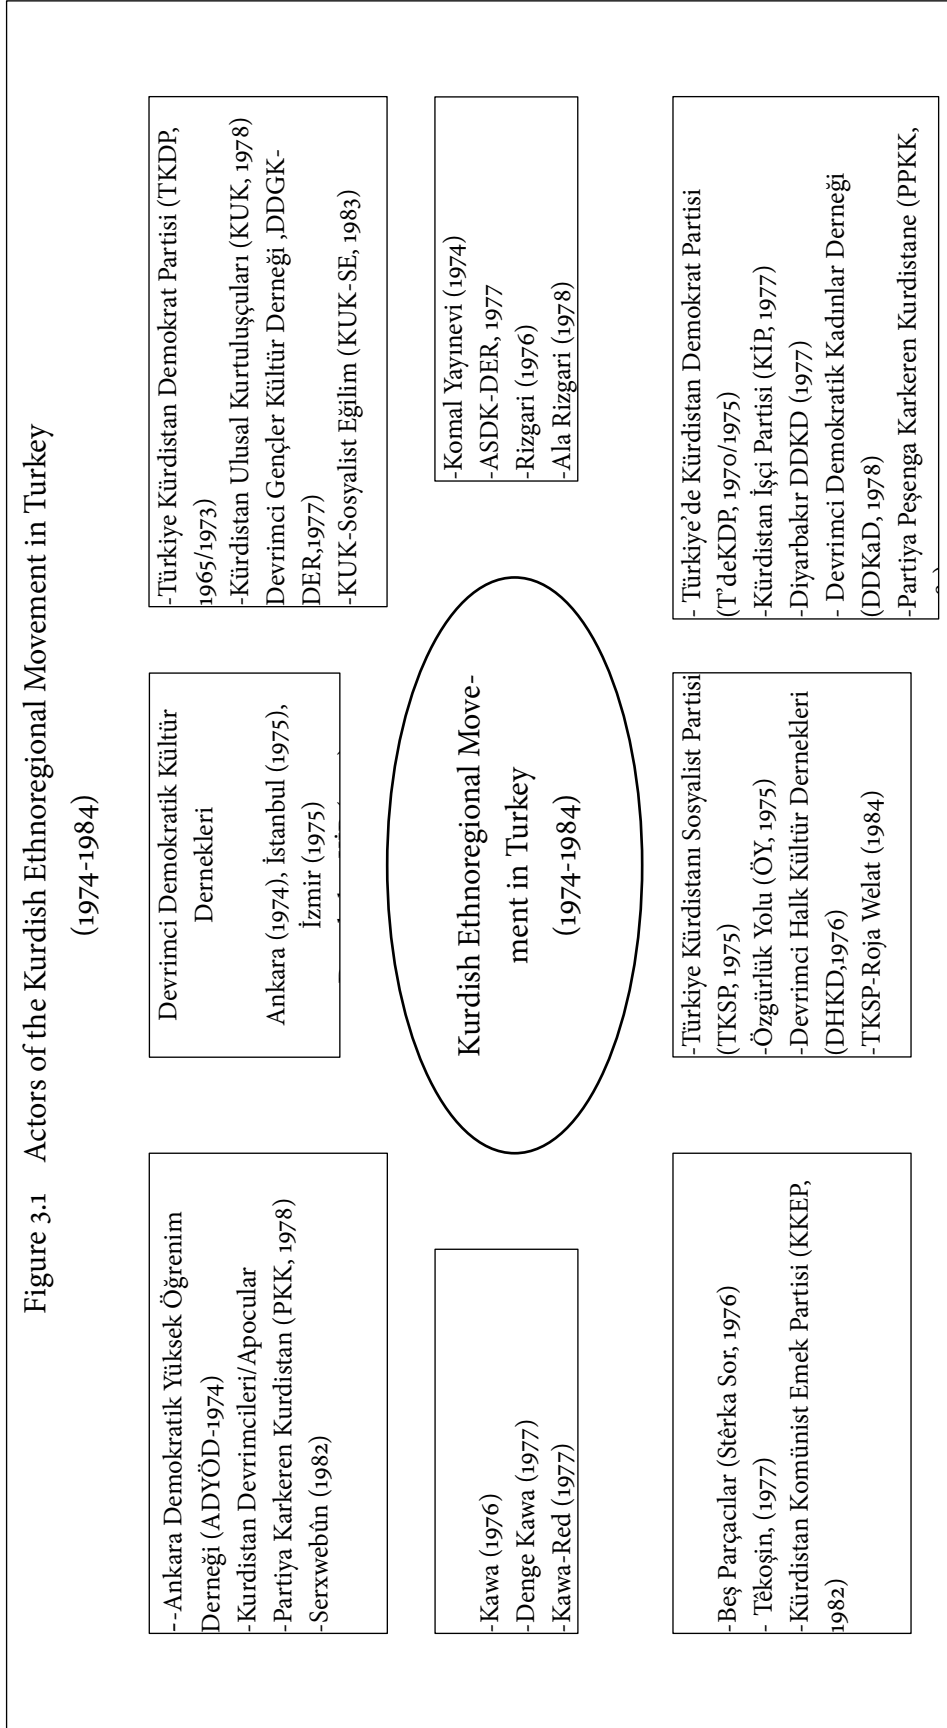 Figure 3.1 Actors of the Kurdish Ethnoregional Movement in Turkey
(1974-1984)
--Ankara Demokratik Yüksek Öğrenim
Derneği (ADYÖD-1974)
-Kurdistan Devrimcileri/Apocular
-Partiya Karkeren Kurdistan (PKK, 1978)
-Serxwebûn (1982)
Devrimci Demokratik Kültür
Dernekleri
Ankara (1974), İstanbul (1975),
İzmir (1975)
-Türkiye Kürdistan Demokrat Partisi (TKDP,
1965/1973)
-Kürdistan Ulusal Kurtuluşçuları (KUK, 1978)
Devrimci Gençler Kültür Derneği ,DDGK-
DER,1977)
-KUK-Sosyalist Eğilim (KUK-SE, 1983)
-Kawa (1976)
-Denge Kawa (1977)
-Kawa-Red (1977)
Kurdish Ethnoregional Move-
ment in Turkey
(1974-1984)
-Komal Yayınevi (1974)
-ASDK-DER, 1977
-Rizgari (1976)
-Ala Rizgari (1978)
-Beş Parçacılar (Stêrka Sor, 1976)
- Têkoşin, (1977)
-Kürdistan Komünist Emek Partisi (KKEP,
1982)
-Türkiye Kürdistanı Sosyalist Partisi
(TKSP, 1975)
-Özgürlük Yolu (ÖY, 1975)
-Devrimci Halk Kültür Dernekleri
(DHKD,1976)
-TKSP-Roja Welat (1984)
- Türkiye’de Kürdistan Demokrat Partisi
(T’deKDP, 1970/1975)
-Kürdistan İşçi Partisi (KİP, 1977)
-Diyarbakır DDKD (1977)
- Devrimci Demokratik Kadınlar Derneği
(DDKaD, 1978)
-Partiya Peşenga Karkeren Kurdistane (PPKK,